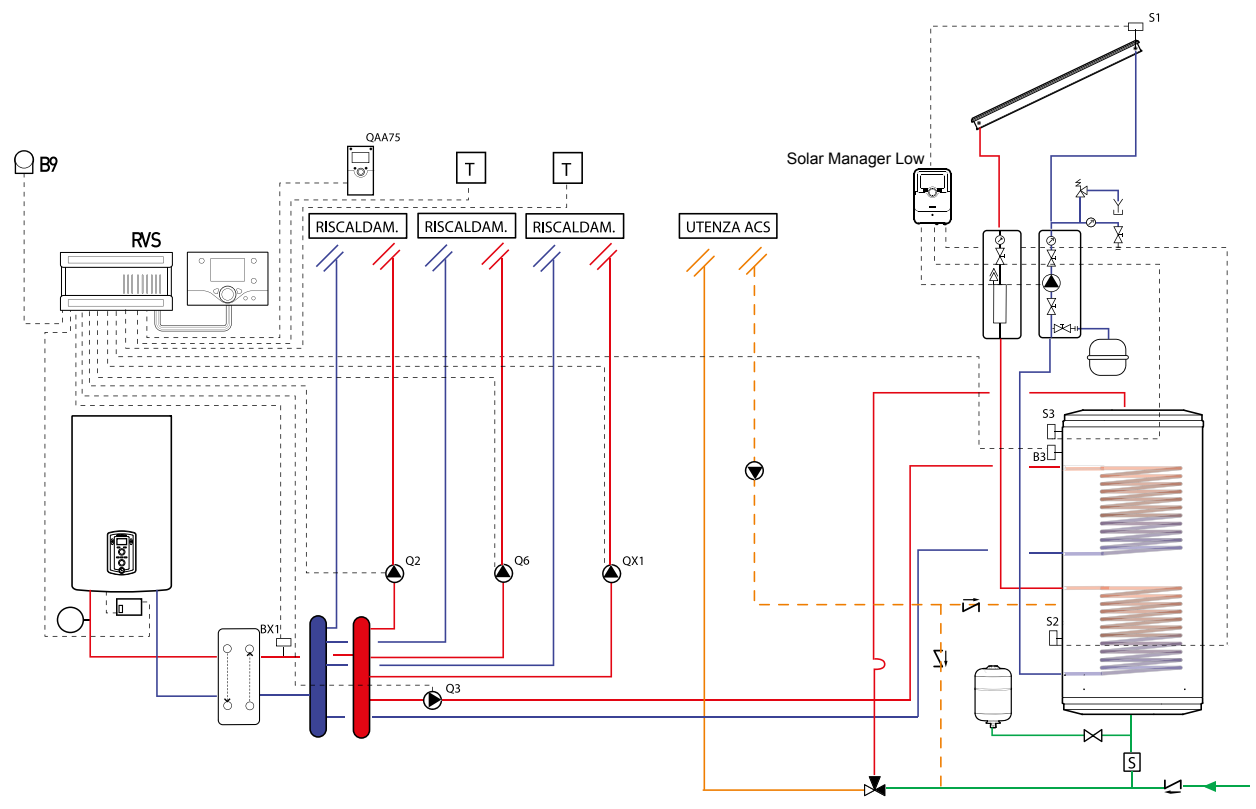 S1
QAA75
B9
T
T
Solar Manager Low
RVS
RISCALDAM.
RISCALDAM.
RISCALDAM.
UTENZA ACS
S3
B3
Q2
Q6
QX1
BX1
S2
Q3
S